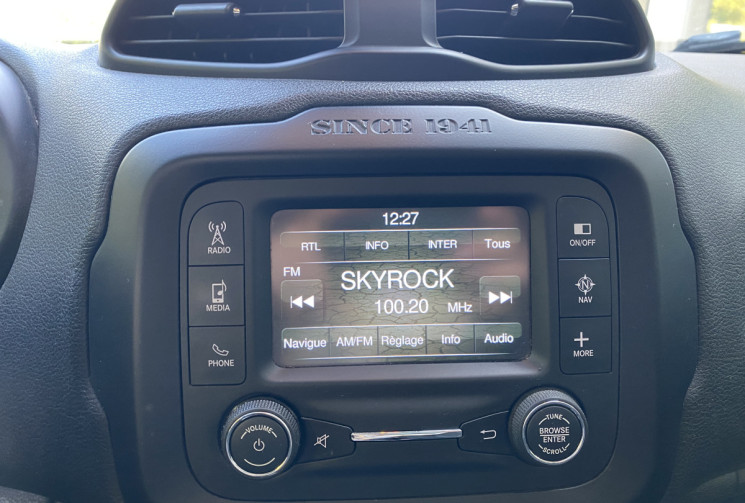 SINCE 1941
12:27
RTL INFO INTER Tous
FM
SKYROCK
100.20 MHz
Navigue AM/FM Règlage Info Audio
RADIO
MEDIA
PHONE
ON/OFF
N
NAV
MORE
VOLUME
TUNE
BROWSE
ENTER
SCROLL